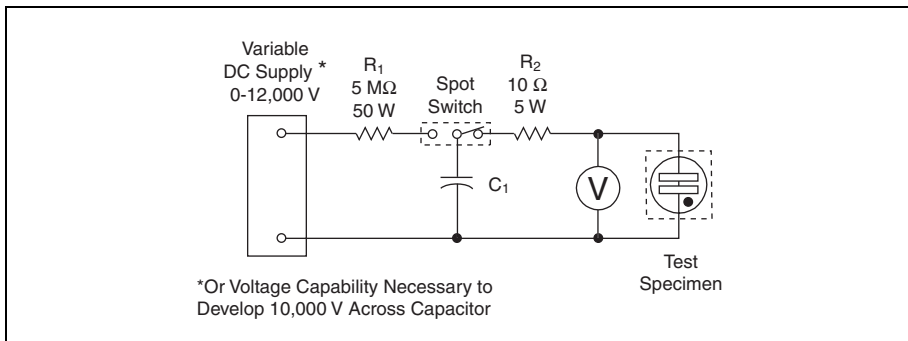 Variable
DC Supply *
0-12,000 V
R1
5 MΩ
50 W
Spot
Switch
R2
10 Ω
5 W
C1
V
Test
Specimen
*Or Voltage Capability Necessary to
Develop 10,000 V Across Capacitor